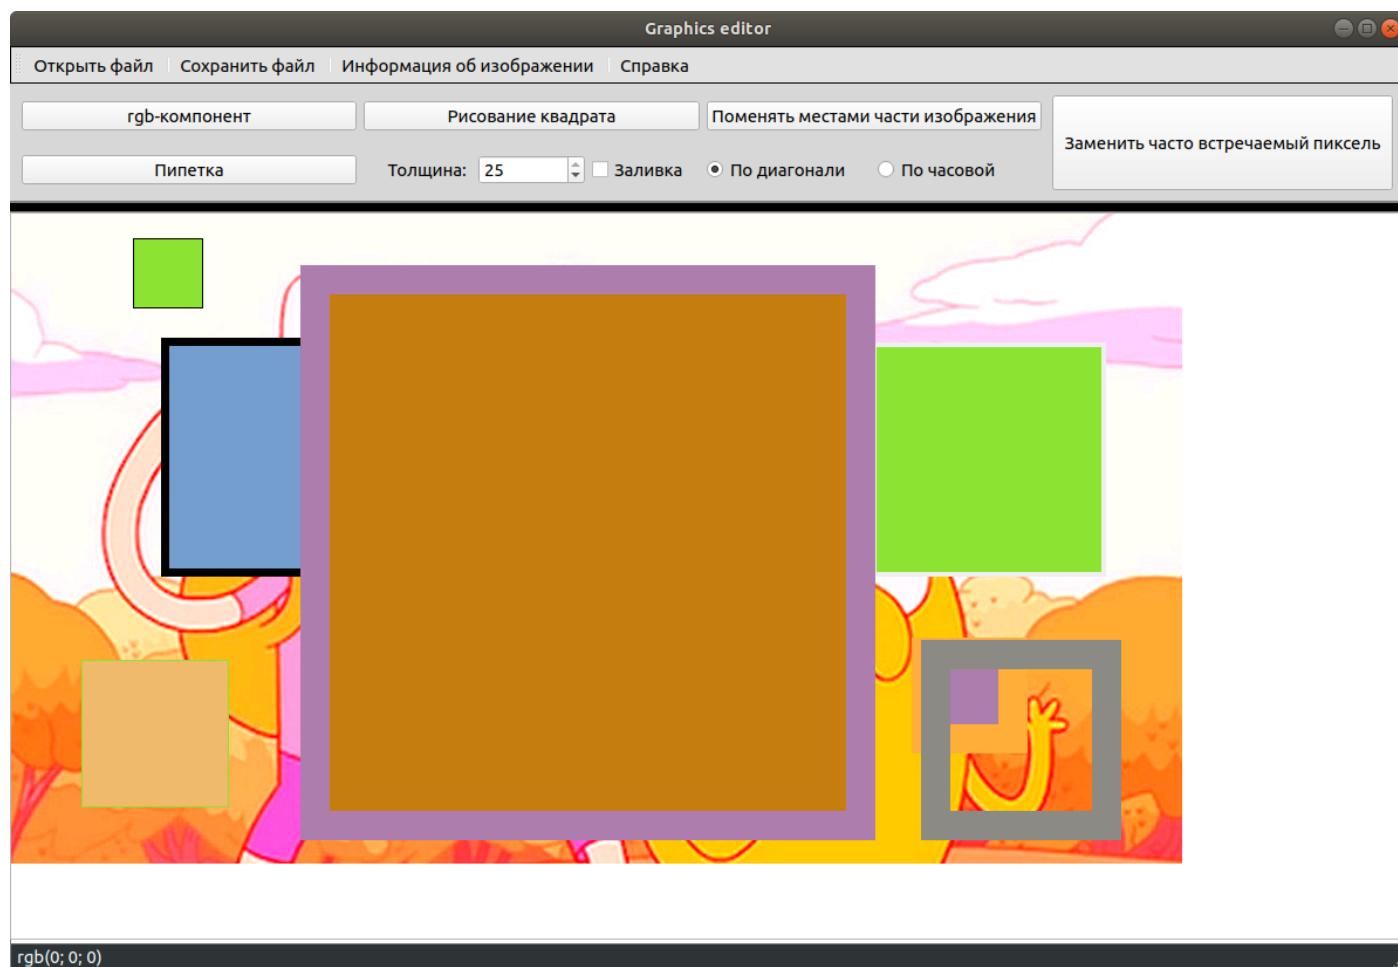 Graphics editor
Открыть файл Сохранить файл Информация об изображении Справка
rgb-компонент Рисование квадрата Поменять местами части изображения
Заменить часто встречаемый пиксель
Пипетка Толщина: 25 Заливка По диагонали По часовой
rgb(0; 0; 0)